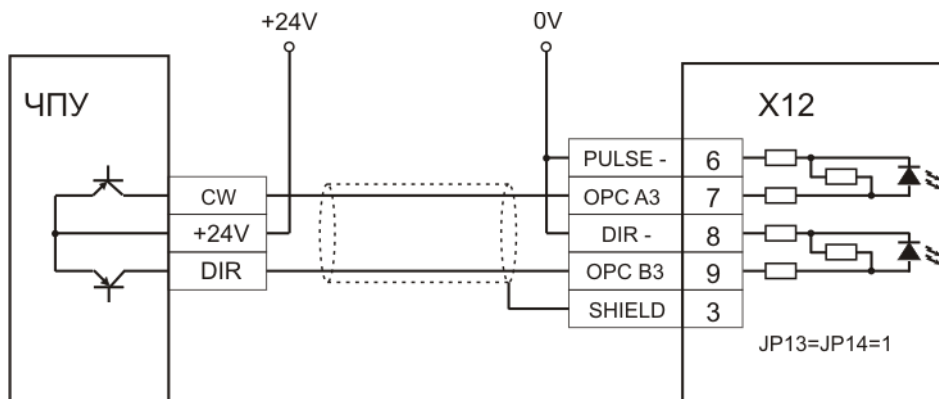 +24V
0V
ЧПУ
X12
CW
+24V
DIR
PULSE - 6
OPC A3 7
DIR - 8
OPC B3 9
SHIELD 3
JP13=JP14=1